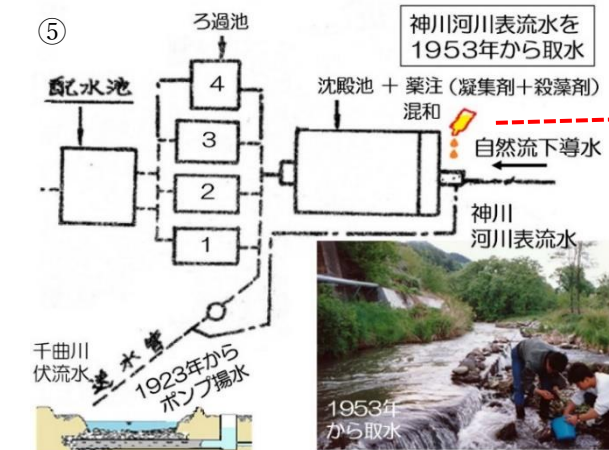 ⑤
ろ過池
神川河川表流水を
1953年から取水
配水池
沈殿池 + 薬注 (凝集剤+殺藻剤)
混和
4
3
2
1
自然流下導水
神川
河川表流水
千曲川
伏流水
送水管
1923年から
ポンプ揚水
1953年
から取水